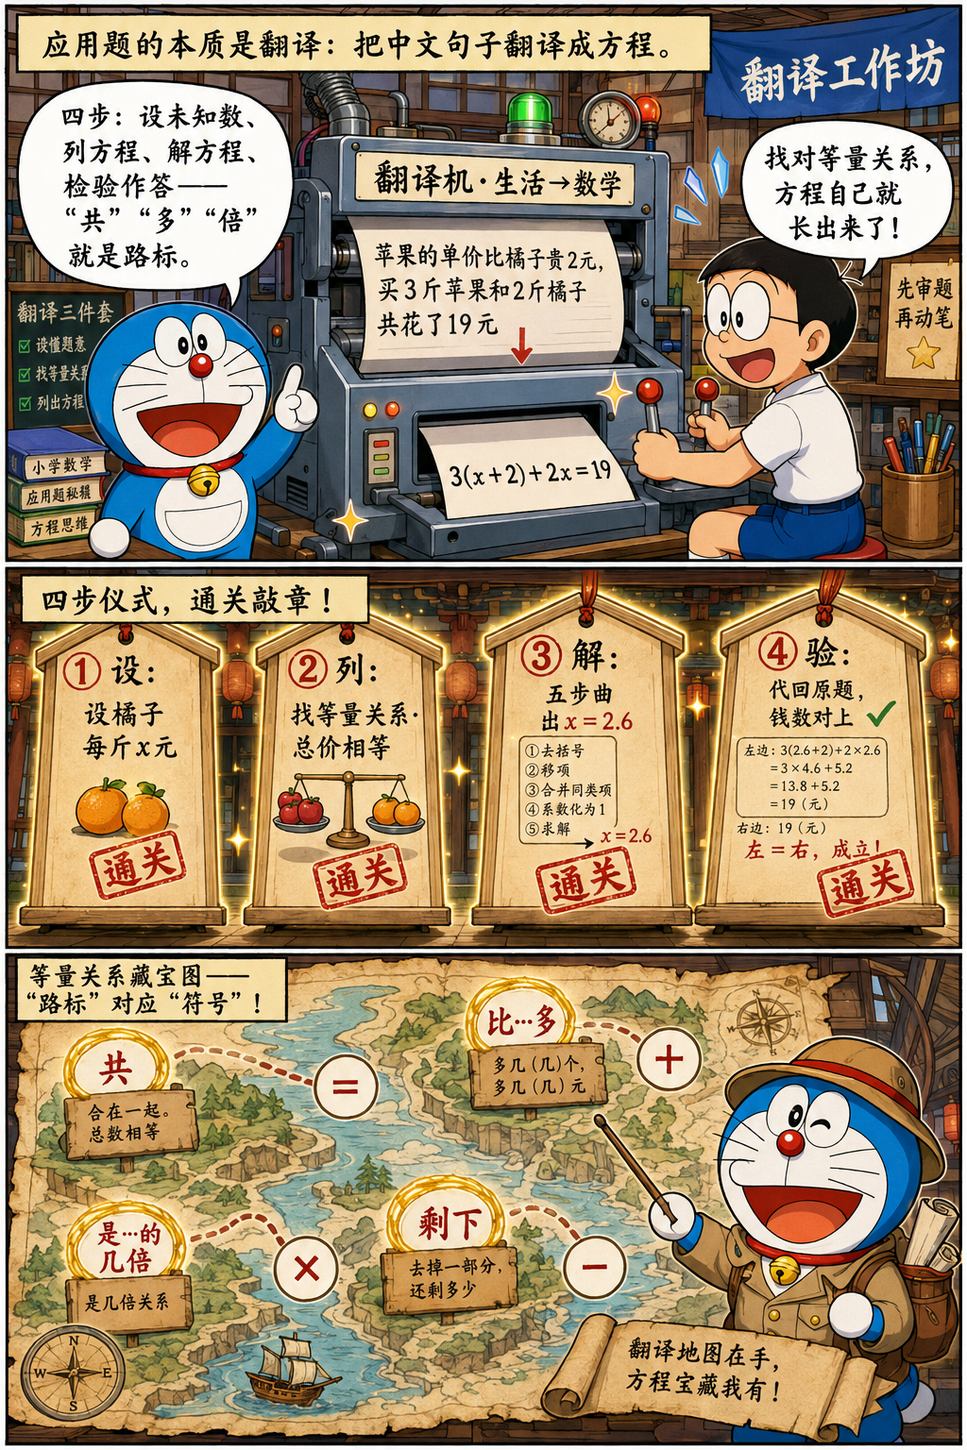 应用题的本质是翻译：把中文句子翻译成方程。
翻译工作坊
四步：设未知数、
列方程、解方程、
检验作答——
“共”“多”“倍”
就是路标。
翻译机·生活→数学
找对等量关系，
方程自己就
长出来了！
苹果的单价比橘子贵2元，
买3斤苹果和2斤橘子
共花了19元
先审题
再动笔
翻译三件套
设懂题意
找等量关系
列出方程
3(x+2)+2x=19
小学数学
应用题秘籍
方程思维
四步仪式，通关敲章！
① 设：
设橘子
每斤x元
通关
② 列：
找等量关系·
总价相等
通关
③ 解：
五步曲
出x=2.6
①去括号
②移项
③合并同类项
④系数化为1
⑤求解
x=2.6
通关
④ 验：
代回原题，
钱数对上
左边：3(2.6+2)+2×2.6
=3×4.6+5.2
=13.8+5.2
=19（元）
右边：19（元）
左=右，成立！
通关
等量关系藏宝图——
“路标”对应“符号”！
共
=
合在一起。
总数相等
比…多
+
多几（几）个，
多几（几）元
是…的
几倍
×
是几倍关系
剩下
−
去掉一部分，
还剩多少
N
W E
S
翻译地图在手，
方程宝藏我有！